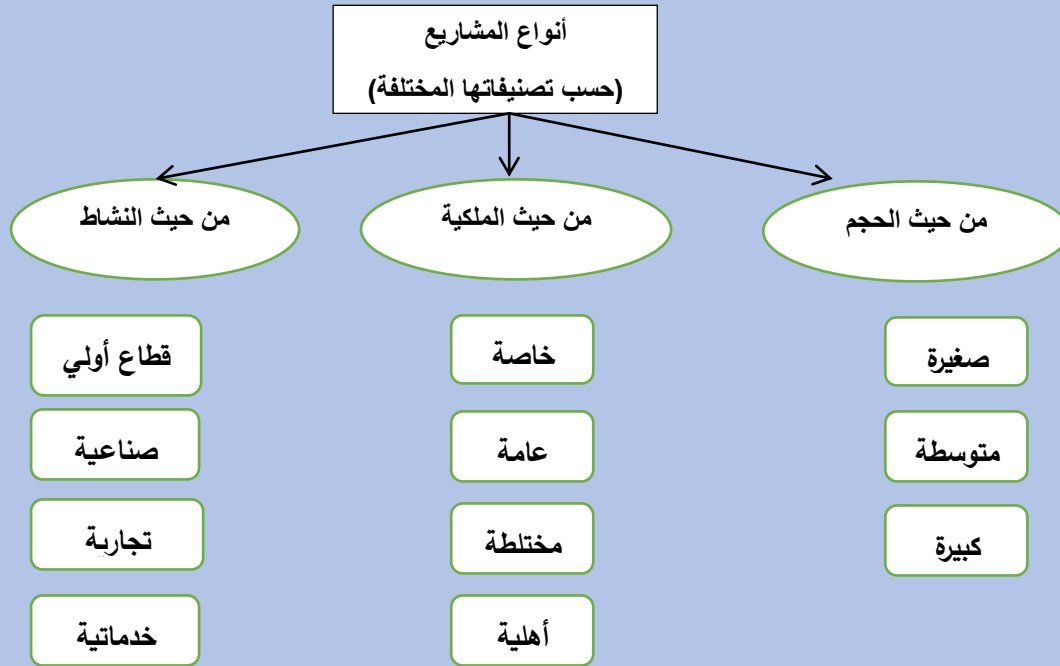 أنواع المشاريع
(حسب تصنيفاتها المختلفة)
من حيث الحجم
من حيث الملكية
من حيث النشاط
صغيرة
متوسطة
كبيرة
خاصة
عامة
مختلطة
أهلية
قطاع أولي
صناعية
تجارية
خدماتية